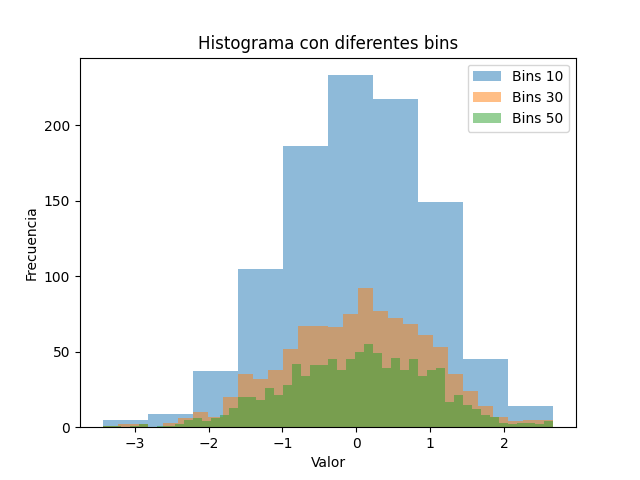 Histograma con diferentes bins
Bins 10
Bins 30
Bins 50
Frecuencia
200
150
100
50
0
−3 −2 −1 0 1 2
Valor